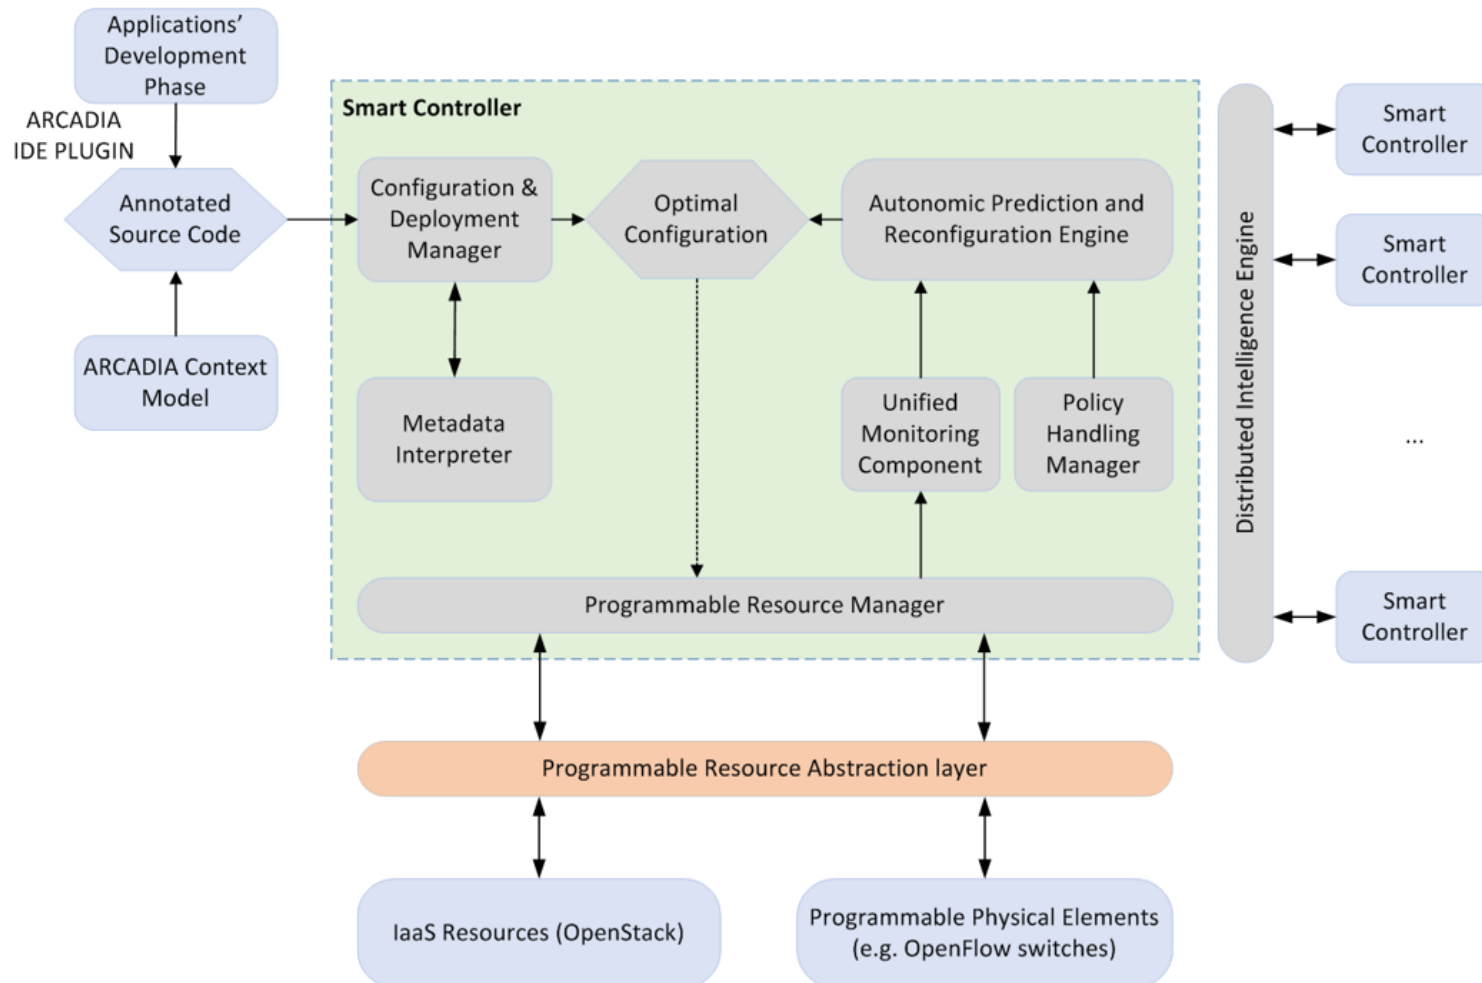 Applications’
Development
Phase
ARCADIA
IDE PLUGIN
Annotated
Source Code
ARCADIA Context
Model
Smart Controller
Configuration &
Deployment
Manager
Optimal
Configuration
Autonomic Prediction and
Reconfiguration Engine
Metadata
Interpreter
Unified
Monitoring
Component
Policy
Handling
Manager
Programmable Resource Manager
Distributed Intelligence Engine
Smart
Controller
Smart
Controller
...
Smart
Controller
Programmable Resource Abstraction layer
IaaS Resources (OpenStack)
Programmable Physical Elements
(e.g. OpenFlow switches)